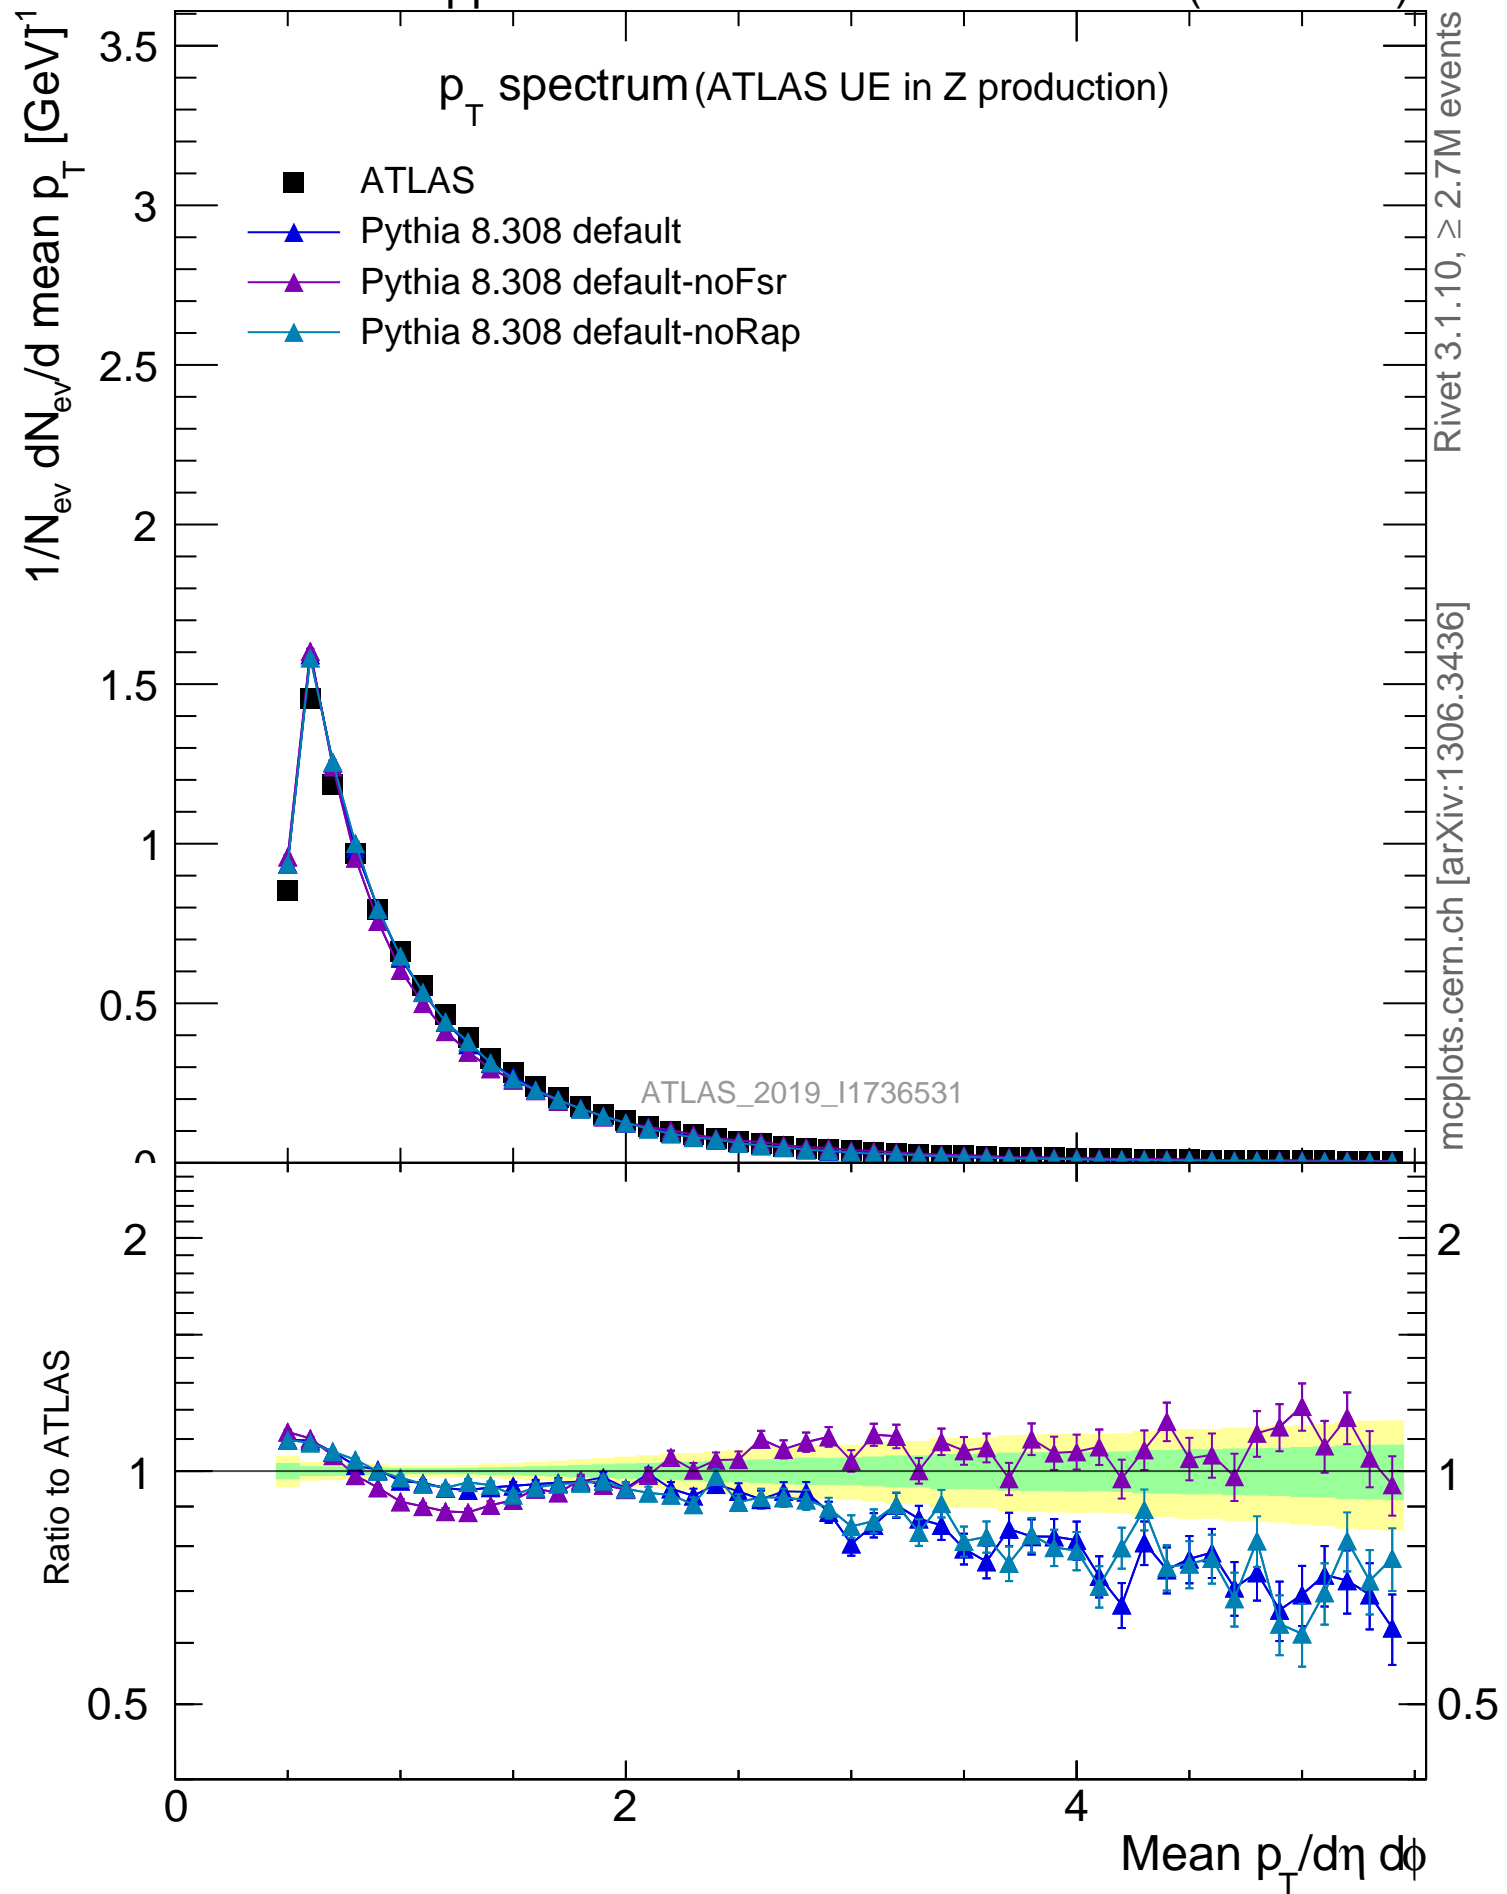 p_T spectrum (ATLAS UE in Z production)
ATLAS
Pythia 8.308 default
Pythia 8.308 default-noFsr
Pythia 8.308 default-noRap
1/N_ev dN_ev/d mean p_T [GeV]^-1
3.5
3
2.5
2
1.5
1
0.5
0
ATLAS_2019_I1736531
Rivet 3.1.10, ≥ 2.7M events
mcplots.cern.ch [arXiv:1306.3436]
Ratio to ATLAS
2
1
0.5
2
1
0.5
0
2
4
Mean p_T/dη dϕ